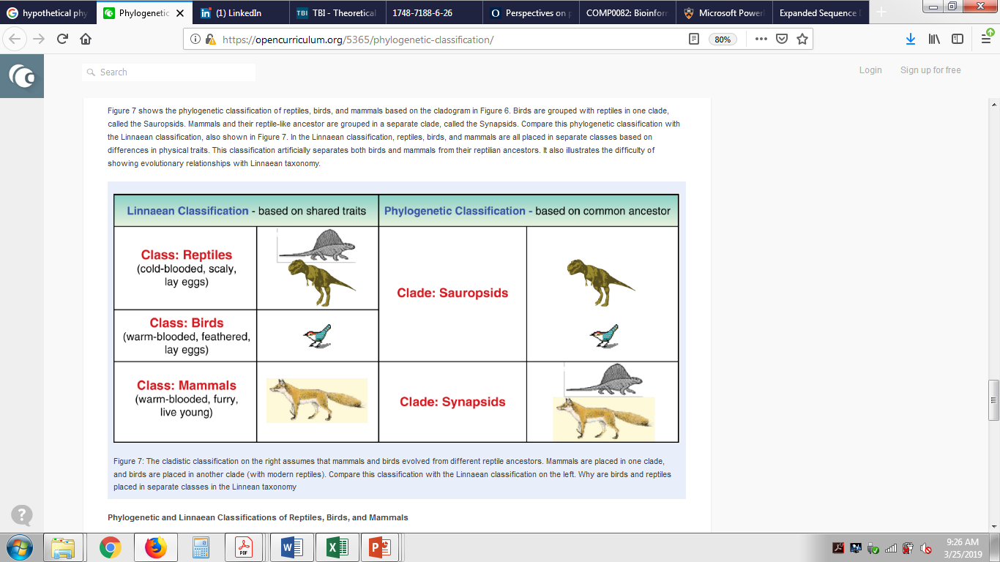 hypothetical phy
Phylogenetic
(1) LinkedIn
TBI TBI - Theoretical
1748-7188-6-26
Perspectives on p
COMP0082: Bioinfor
Microsoft Power
Expanded Sequence
https://opencurriculum.org/5365/phylogenetic-classification/
80%
Search
Login
Sign up for free
Figure 7 shows the phylogenetic classification of reptiles, birds, and mammals based on the cladogram in Figure 6. Birds are grouped with reptiles in one clade,
called the Sauropsids. Mammals and their reptile-like ancestor are grouped in a separate clade, called the Synapsids. Compare this phylogenetic classification with
the Linnaean classification, also shown in Figure 7. In the Linnaean classification, reptiles, birds, and mammals are all placed in separate classes based on
differences in physical traits. This classification artificially separates both birds and mammals from their reptilian ancestors. It also illustrates the difficulty of
showing evolutionary relationships with Linnaean taxonomy.
Linnaean Classification - based on shared traits
Phylogenetic Classification - based on common ancestor
Class: Reptiles
(cold-blooded, scaly,
lay eggs)
Clade: Sauropsids
Class: Birds
(warm-blooded, feathered,
lay eggs)
Class: Mammals
(warm-blooded, furry,
live young)
Clade: Synapsids
Figure 7: The cladistic classification on the right assumes that mammals and birds evolved from different reptile ancestors. Mammals are placed in one clade,
and birds are placed in another clade (with modern reptiles). Compare this classification with the Linnaean classification on the left. Why are birds and reptiles
placed in separate classes in the Linnean taxonomy
Phylogenetic and Linnaean Classifications of Reptiles, Birds, and Mammals
9:26 AM
3/25/2019